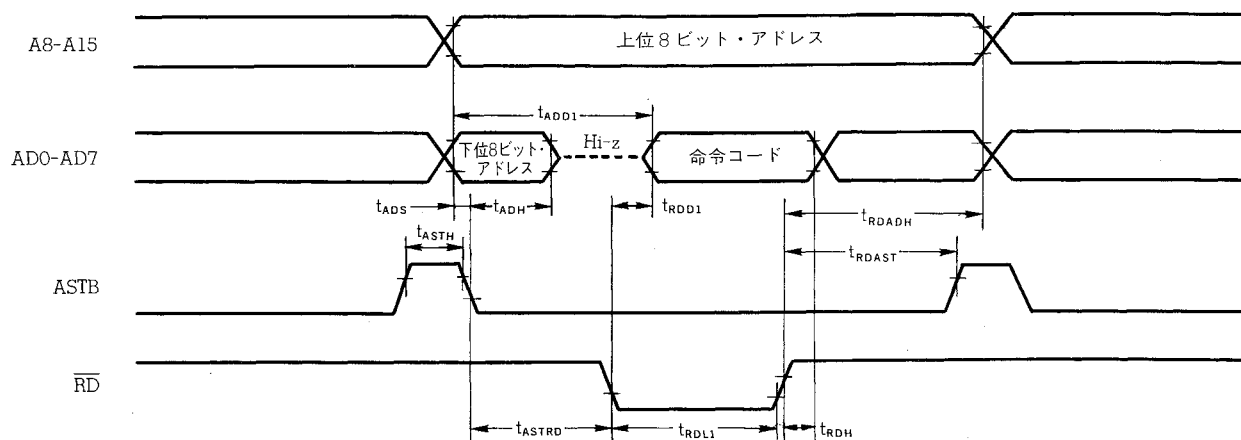 A8-A15
上位8ビット・アドレス
tADD1
AD0-AD7
下位8ビット・
アドレス
Hi-z
命令コード
tADS
tADH
tRDD1
tRDADH
tASTH
tRDAST
ASTB
RD
tASTRD
tRDL1
tRDH